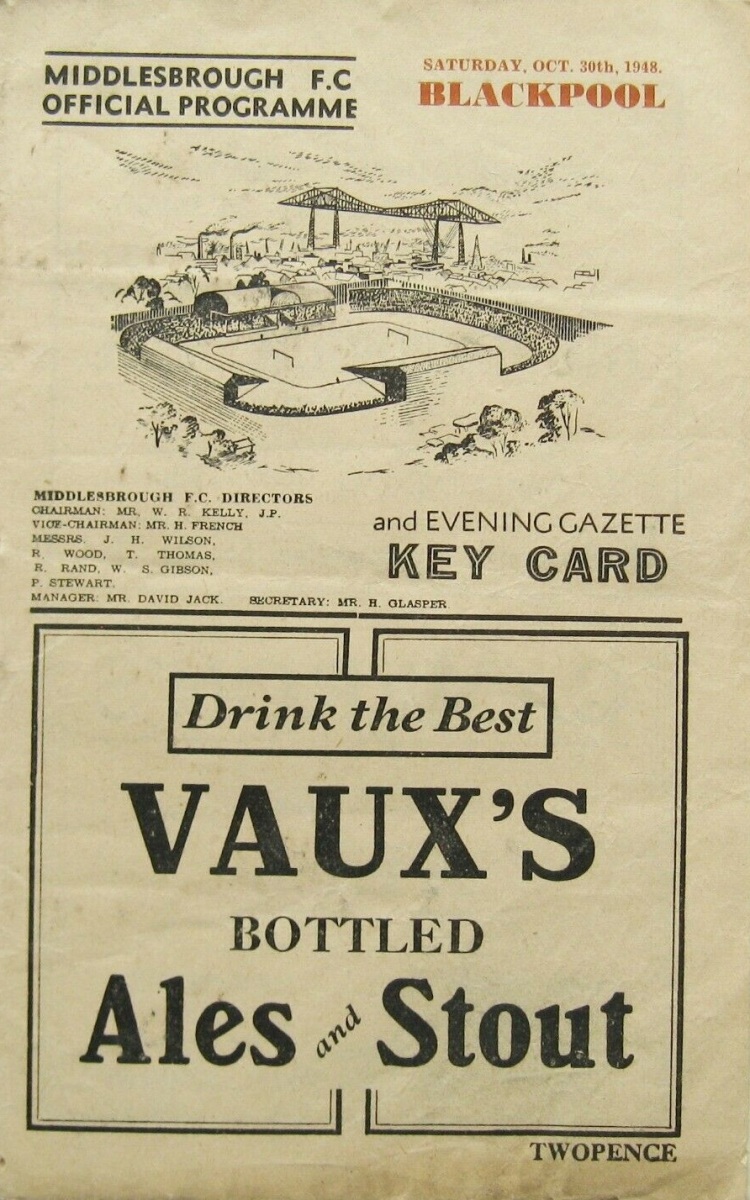 MIDDLESBROUGH F.C
OFFICIAL PROGRAMME
SATURDAY, OCT. 30th, 1948.
BLACKPOOL
MIDDLESBROUGH F.C. DIRECTORS
CHAIRMAN: MR. W. R. KELLY, J.P.
VICE-CHAIRMAN: MR. H. FRENCH
MESSRS. J. H. WILSON,
R. WOOD, T. THOMAS,
R. RAND, W. S. GIBSON,
P. STEWART.
MANAGER: MR. DAVID JACK. SECRETARY: MR. H. GLASPER
and EVENING GAZETTE
KEY CARD
Drink the Best
VAUX'S
BOTTLED
Ales and Stout
TWOPENCE